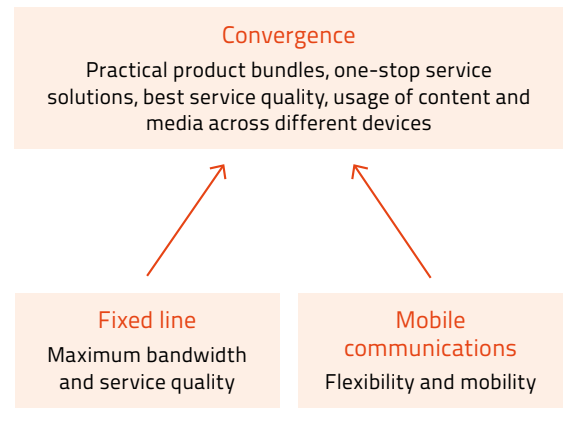 Convergence
Practical product bundles, one-stop service
solutions, best service quality, usage of content and
media across different devices
Fixed line
Maximum bandwidth
and service quality
Mobile
communications
Flexibility and mobility